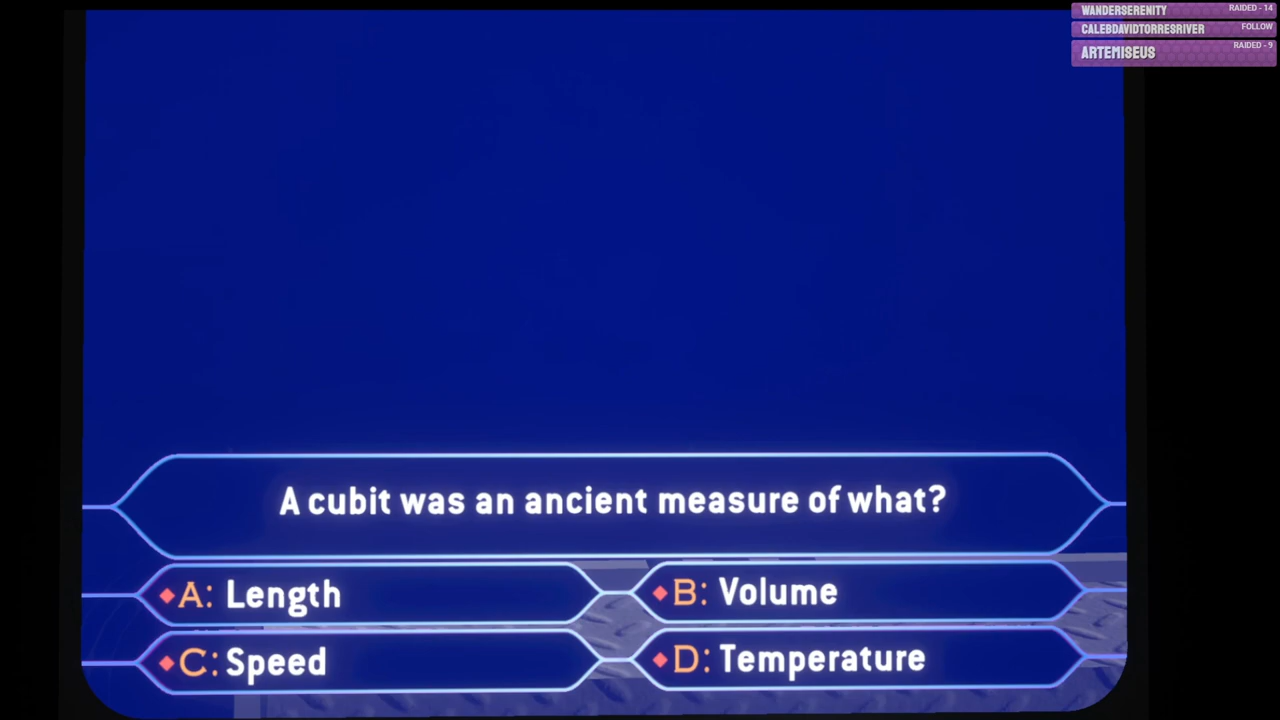 WANDERSERENITY RAIDED - 14
CALEBDAVIDTORRESRIVER FOLLOW
ARTEMISEUS RAIDED - 9
A cubit was an ancient measure of what?
A: Length B: Volume
C: Speed D: Temperature